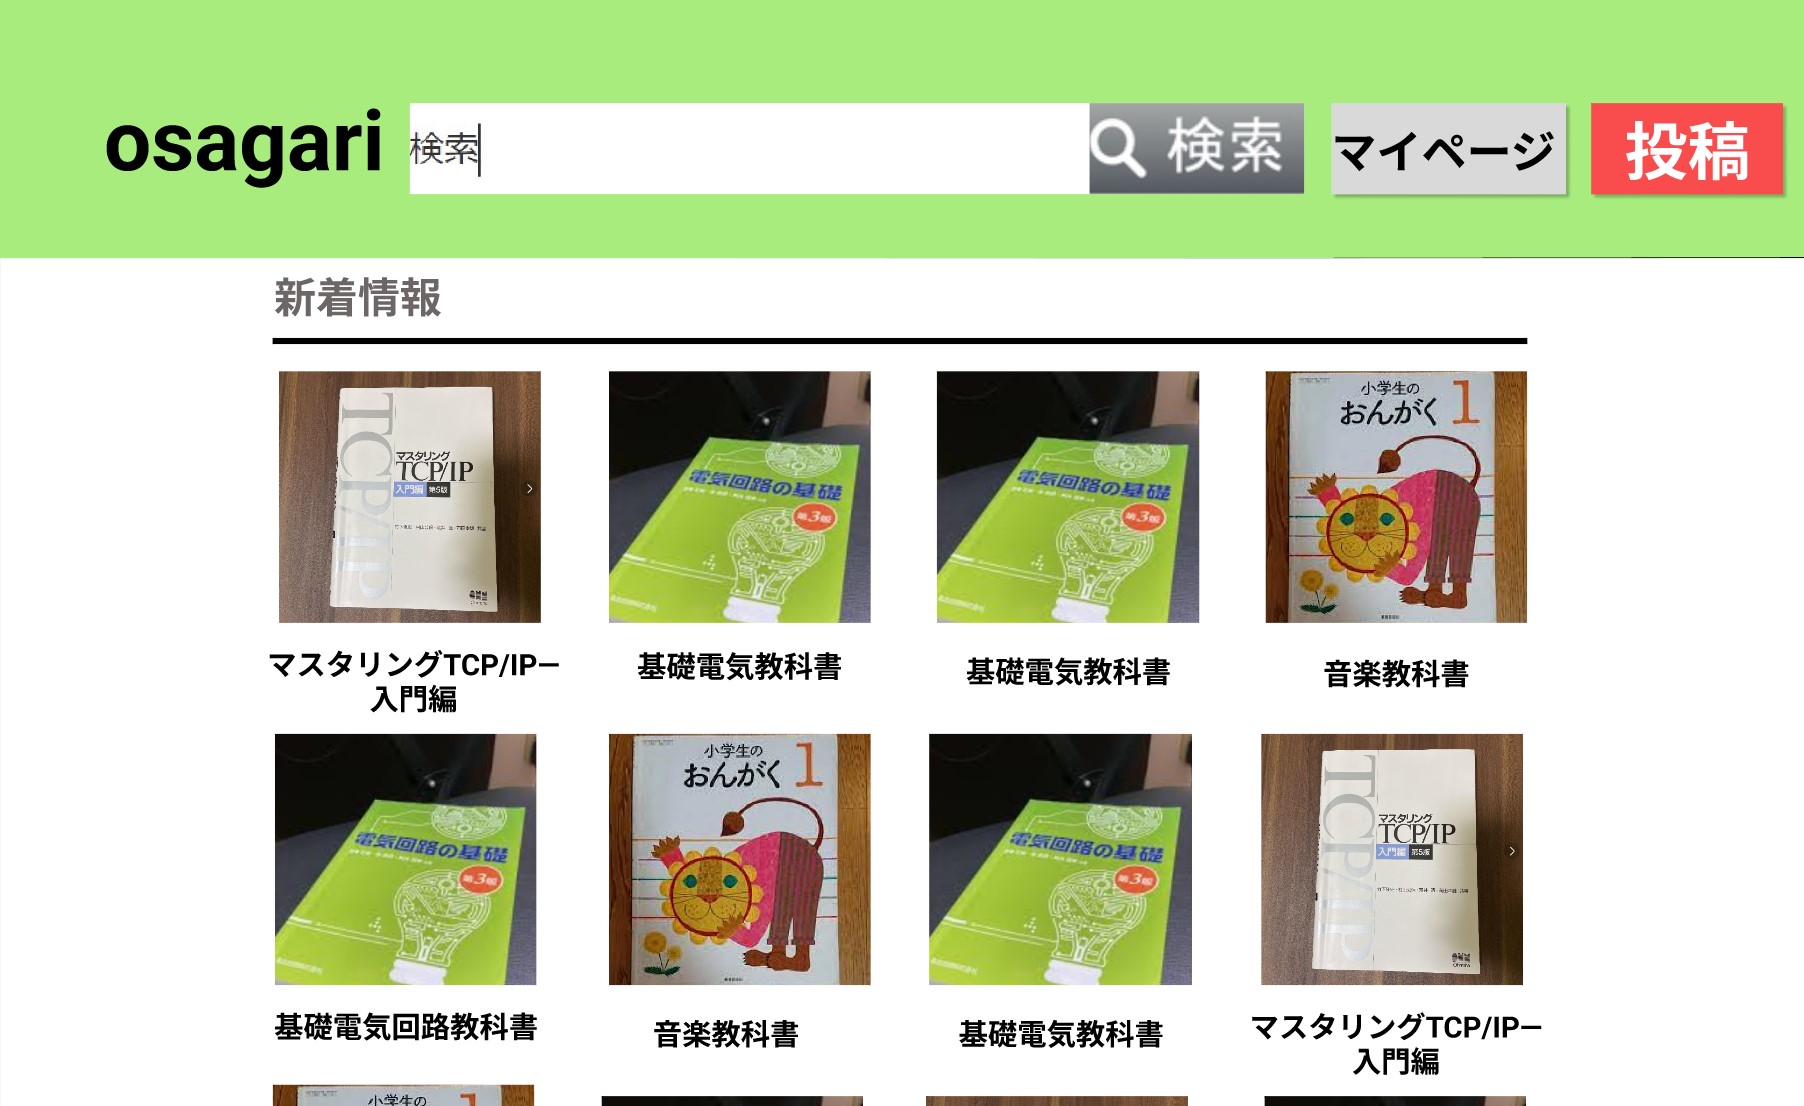 osagari
検索
検索
マイページ
投稿
新着情報
TCP/IP
マスタリング
TCP/IP
入門編 第5版
電気回路の基礎
第3版
電気回路の基礎
第3版
小学生の
おんがく 1
マスタリングTCP/IPー
入門編
基礎電気教科書
基礎電気教科書
音楽教科書
電気回路の基礎
第3版
小学生の
おんがく 1
電気回路の基礎
第3版
TCP/IP
マスタリング
TCP/IP
入門編 第5版
基礎電気回路教科書
音楽教科書
基礎電気教科書
マスタリングTCP/IPー
入門編
小学生の